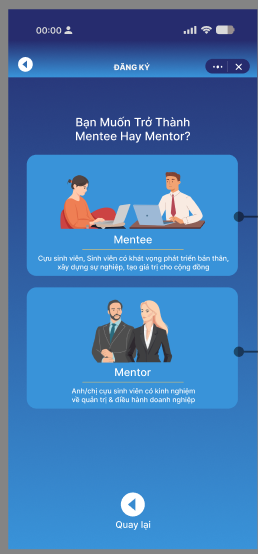 00:00
ĐĂNG KÝ
Bạn Muốn Trở Thành
Mentee Hay Mentor?
Mentee
Cựu sinh viên, Sinh viên có khát vọng phát triển bản thân,
xây dựng sự nghiệp, tạo giá trị cho cộng đồng
Mentor
Anh/chị cựu sinh viên có kinh nghiệm
về quản trị & điều hành doanh nghiệp
Quay lại